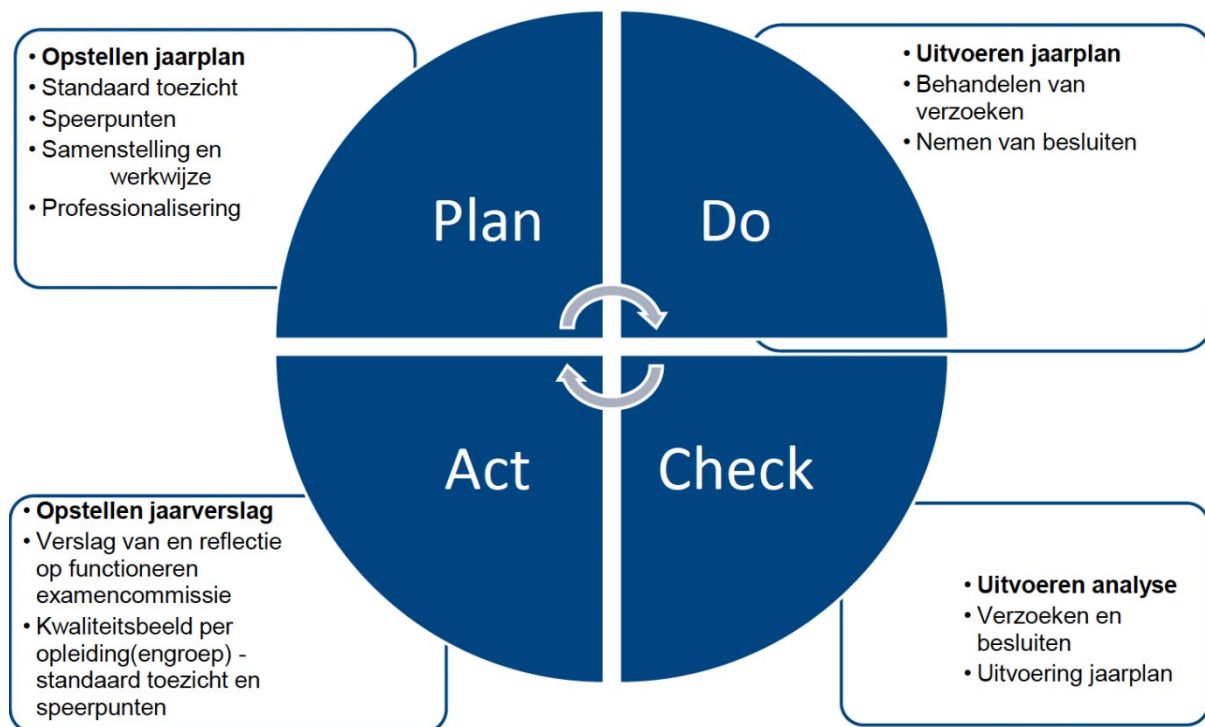 • Opstellen jaarplan
• Standaard toezicht
• Speerpunten
• Samenstelling en
werkwijze
• Professionalisering
Plan
Do
• Uitvoeren jaarplan
• Behandelen van
verzoeken
• Nemen van besluiten
Act
Check
• Opstellen jaarverslag
• Verslag van en reflectie
op functioneren
examencommissie
• Kwaliteitsbeeld per
opleiding(engroep) -
standaard toezicht en
speerpunten
• Uitvoeren analyse
• Verzoeken en
besluiten
• Uitvoering jaarplan